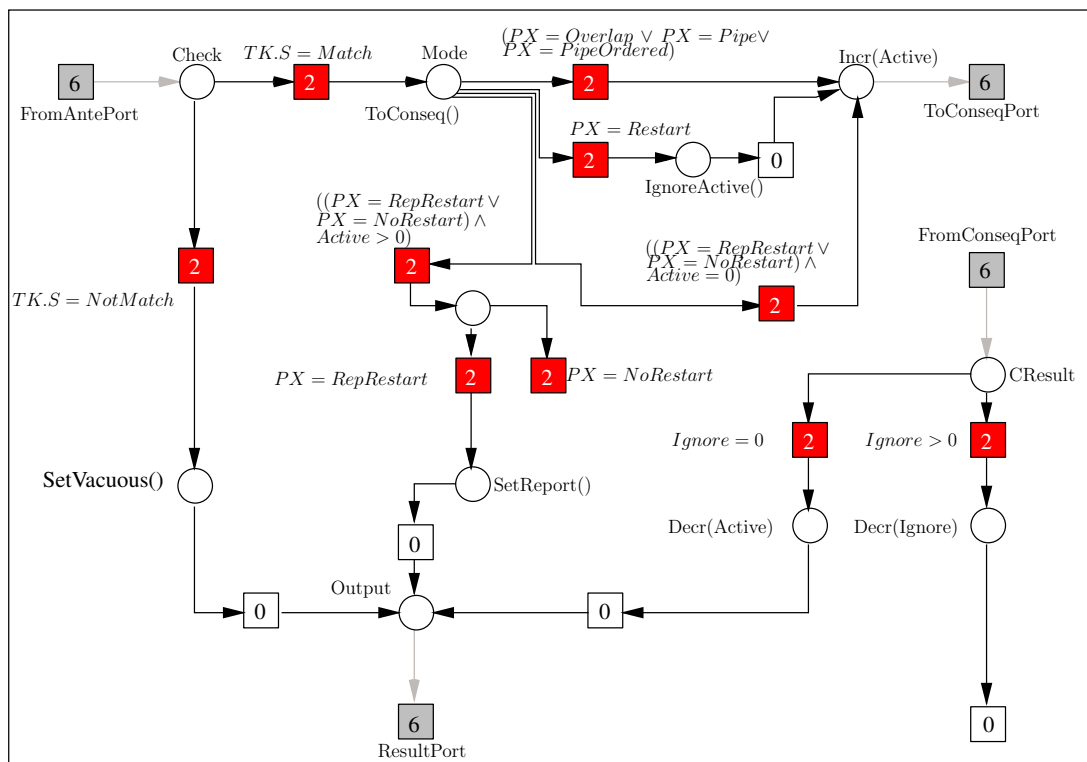 Check
TK.S = Match
Mode
((PX = Overlap ∨ PX = Pipe∨
PX = PipeOrdered)
Incr(Active)
6
2
2
6
FromAntePort
ToConseq()
ToConseqPort
PX = Restart
2
0
IgnoreActive()
((PX = RepRestart ∨
PX = NoRestart) ∧
Active > 0)
2
((PX = RepRestart ∨
PX = NoRestart) ∧
Active = 0)
2
FromConseqPort
6
2
TK.S = NotMatch
PX = RepRestart
2
2
PX = NoRestart
CResult
Ignore = 0
2
Ignore > 0
2
SetVacuous()
SetReport()
Decr(Active)
Decr(Ignore)
0
Output
0
0
6
ResultPort
0